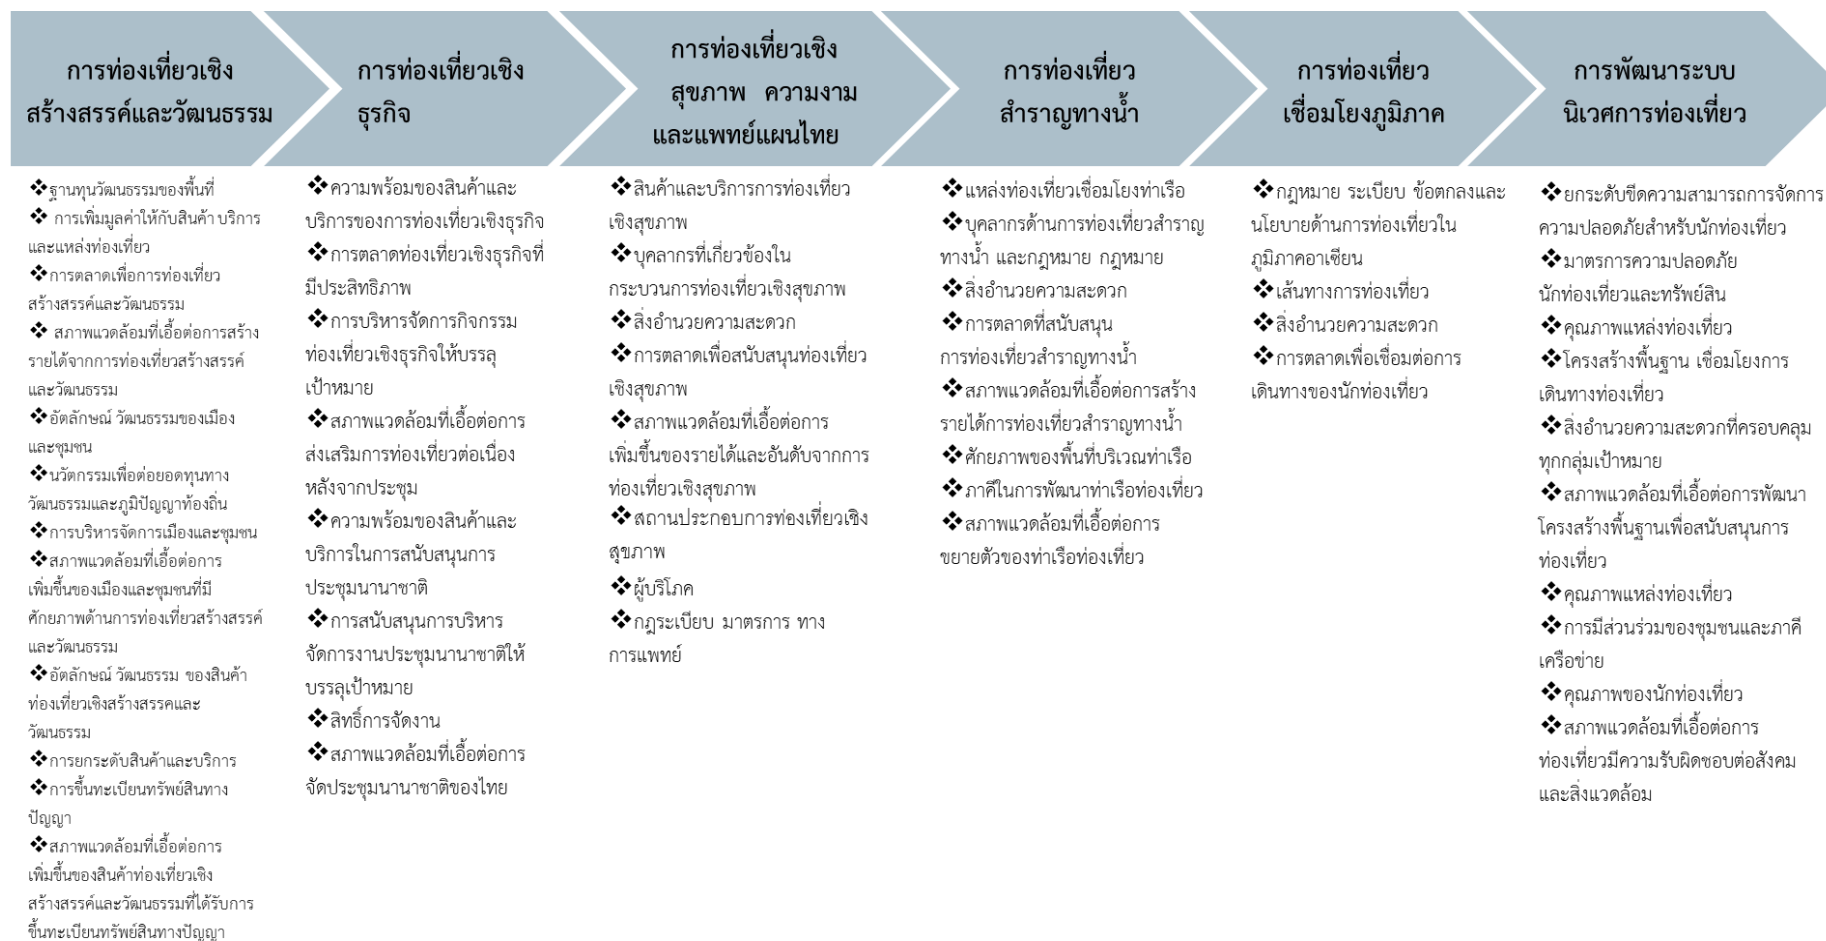 การท่องเที่ยวเชิง
สร้างสรรค์และวัฒนธรรม
❖ฐานทุนวัฒนธรรมของพื้นที่
❖ การเพิ่มมูลค่าให้กับสินค้า บริการ
และแหล่งท่องเที่ยว
❖การตลาดเพื่อการท่องเที่ยว
สร้างสรรค์และวัฒนธรรม
❖ สภาพแวดล้อมที่เอื้อต่อการสร้าง
รายได้จากการท่องเที่ยวสร้างสรรค์
และวัฒนธรรม
❖อัตลักษณ์ วัฒนธรรมของเมือง
และชุมชน
❖นวัตกรรมเพื่อต่อยอดทุนทาง
วัฒนธรรมและภูมิปัญญาท้องถิ่น
❖การบริหารจัดการเมืองและชุมชน
❖สภาพแวดล้อมที่เอื้อต่อการ
เพิ่มขึ้นของเมืองและชุมชนที่มี
ศักยภาพด้านการท่องเที่ยวสร้างสรรค์
และวัฒนธรรม
❖อัตลักษณ์ วัฒนธรรม ของสินค้า
ท่องเที่ยวเชิงสร้างสรรคและ
วัฒนธรรม
❖การยกระดับสินค้าและบริการ
❖การขึ้นทะเบียนทรัพย์สินทาง
ปัญญา
❖สภาพแวดล้อมที่เอื้อต่อการ
เพิ่มขึ้นของสินค้าท่องเที่ยวเชิง
สร้างสรรค์และวัฒนธรรมที่ได้รับการ
ขึ้นทะเบียนทรัพย์สินทางปัญญา
การท่องเที่ยวเชิง
ธุรกิจ
❖ความพร้อมของสินค้าและ
บริการของการท่องเที่ยวเชิงธุรกิจ
❖การตลาดท่องเที่ยวเชิงธุรกิจที่
มีประสิทธิภาพ
❖การบริหารจัดการกิจกรรม
ท่องเที่ยวเชิงธุรกิจให้บรรลุ
เป้าหมาย
❖สภาพแวดล้อมที่เอื้อต่อการ
ส่งเสริมการท่องเที่ยวต่อเนื่อง
หลังจากประชุม
❖ความพร้อมของสินค้าและ
บริการในการสนับสนุนการ
ประชุมนานาชาติ
❖การสนับสนุนการบริหาร
จัดการงานประชุมนานาชาติให้
บรรลุเป้าหมาย
❖สิทธิ์การจัดงาน
❖สภาพแวดล้อมที่เอื้อต่อการ
จัดประชุมนานาชาติของไทย
การท่องเที่ยวเชิง
สุขภาพ ความงาม
และแพทย์แผนไทย
❖สินค้าและบริการการท่องเที่ยว
เชิงสุขภาพ
❖บุคลากรที่เกี่ยวข้องใน
กระบวนการท่องเที่ยวเชิงสุขภาพ
❖สิ่งอำนวยความสะดวก
❖การตลาดเพื่อสนับสนุนท่องเที่ยว
เชิงสุขภาพ
❖สภาพแวดล้อมที่เอื้อต่อการ
เพิ่มขึ้นของรายได้และอันดับจากการ
ท่องเที่ยวเชิงสุขภาพ
❖สถานประกอบการท่องเที่ยวเชิง
สุขภาพ
❖ผู้บริโภค
❖กฎระเบียบ มาตรการ ทาง
การแพทย์
การท่องเที่ยว
สำราญทางน้ำ
❖แหล่งท่องเที่ยวเชื่อมโยงท่าเรือ
❖บุคลากรด้านการท่องเที่ยวสำราญ
ทางน้ำ และกฎหมาย กฎหมาย
❖สิ่งอำนวยความสะดวก
❖การตลาดที่สนับสนุน
การท่องเที่ยวสำราญทางน้ำ
❖สภาพแวดล้อมที่เอื้อต่อการสร้าง
รายได้การท่องเที่ยวสำราญทางน้ำ
❖ศักยภาพของพื้นที่บริเวณท่าเรือ
❖ภาคีในการพัฒนาท่าเรือท่องเที่ยว
❖สภาพแวดล้อมที่เอื้อต่อการ
ขยายตัวของท่าเรือท่องเที่ยว
การท่องเที่ยว
เชื่อมโยงภูมิภาค
❖กฎหมาย ระเบียบ ข้อตกลงและ
นโยบายด้านการท่องเที่ยวใน
ภูมิภาคอาเซียน
❖เส้นทางการท่องเที่ยว
❖สิ่งอำนวยความสะดวก
❖การตลาดเพื่อเชื่อมต่อการ
เดินทางของนักท่องเที่ยว
การพัฒนาระบบ
นิเวศการท่องเที่ยว
❖ยกระดับขีดความสามารถการจัดการ
ความปลอดภัยสำหรับนักท่องเที่ยว
❖มาตรการความปลอดภัย
นักท่องเที่ยวและทรัพย์สิน
❖คุณภาพแหล่งท่องเที่ยว
❖โครงสร้างพื้นฐาน เชื่อมโยงการ
เดินทางท่องเที่ยว
❖สิ่งอำนวยความสะดวกที่ครอบคลุม
ทุกกลุ่มเป้าหมาย
❖สภาพแวดล้อมที่เอื้อต่อการพัฒนา
โครงสร้างพื้นฐานเพื่อสนับสนุนการ
ท่องเที่ยว
❖คุณภาพแหล่งท่องเที่ยว
❖การมีส่วนร่วมของชุมชนและภาคี
เครือข่าย
❖คุณภาพของนักท่องเที่ยว
❖สภาพแวดล้อมที่เอื้อต่อการ
ท่องเที่ยวมีความรับผิดชอบต่อสังคม
และสิ่งแวดล้อม